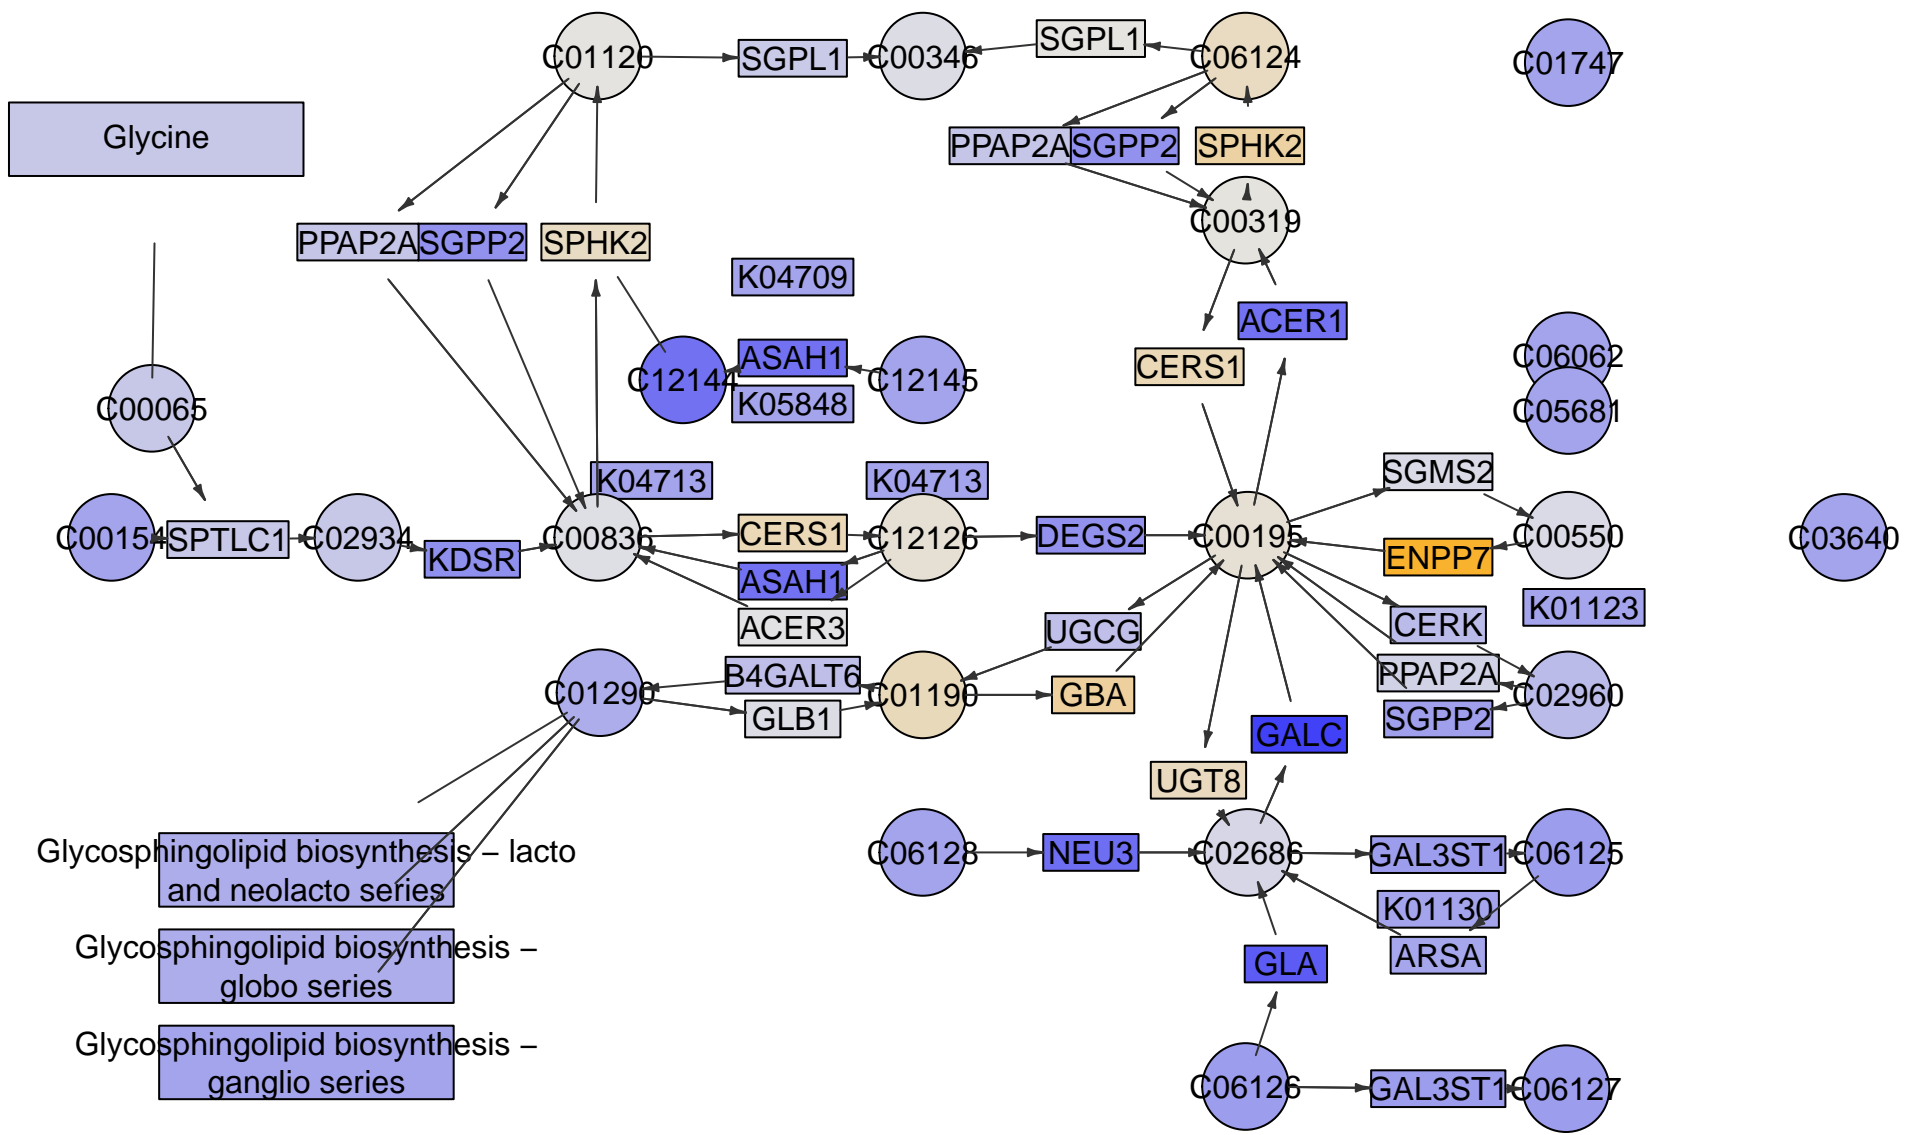 C01120
SGPL1
C00346
SGPL1
C06124
C01747
Glycine
PPAP2A
SGPP2
SPHK2
C00319
PPAP2A
SGPP2
SPHK2
K04709
ACER1
C12144
ASAH1
C12145
K05848
CERS1
C06062
C05681
C00065
K04713
K04713
SGMS2
C00154
SPTLC1
C02934
KDSR
C00836
CERS1
C12126
DEGS2
C00195
ENPP7
C00550
C03640
ASAH1
ACER3
K01123
UGCG
CERK
B4GALT6
PPAP2A
C01290
C01190
GBA
C02960
GLB1
SGPP2
GALC
UGT8
Glycosphingolipid biosynthesis – lacto
and neolacto series
C06128
NEU3
C02686
GAL3ST1
C06125
K01130
ARSA
Glycosphingolipid biosynthesis –
globo series
GLA
Glycosphingolipid biosynthesis –
ganglio series
C06126
GAL3ST1
C06127